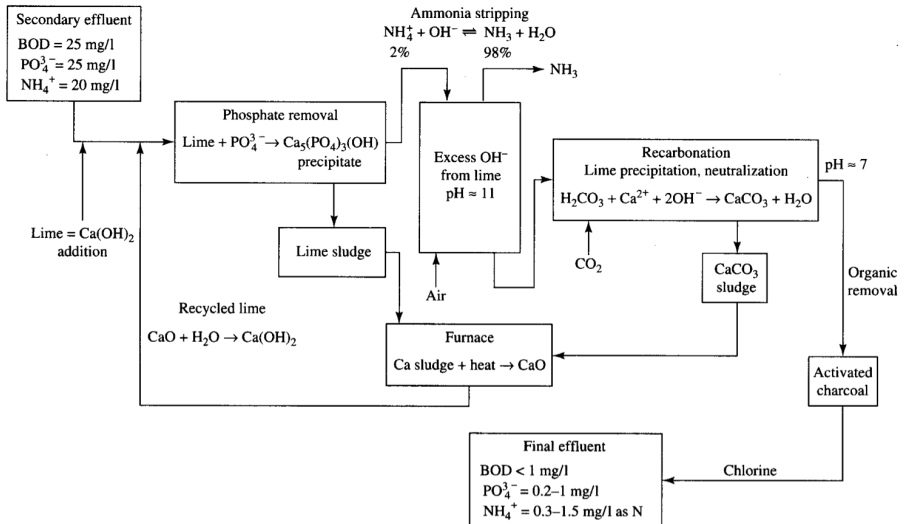 Secondary effluent
BOD = 25 mg/l
PO₄³⁻ = 25 mg/l
NH₄⁺ = 20 mg/l
Ammonia stripping
NH₄⁺ + OH⁻ ⇌ NH₃ + H₂O
2% 98%
NH₃
Phosphate removal
Lime + PO₄³⁻ → Ca₅(PO₄)₃(OH)
precipitate
Excess OH⁻
from lime
pH ≈ 11
Recarbonation
Lime precipitation, neutralization
H₂CO₃ + Ca²⁺ + 2OH⁻ → CaCO₃ + H₂O
pH ≈ 7
Lime = Ca(OH)₂
addition
Lime sludge
Air
CO₂
CaCO₃
sludge
Organic
removal
Recycled lime
CaO + H₂O → Ca(OH)₂
Furnace
Ca sludge + heat → CaO
Activated
charcoal
Final effluent
BOD < 1 mg/l
PO₄³⁻ = 0.2–1 mg/l
NH₄⁺ = 0.3–1.5 mg/l as N
Chlorine